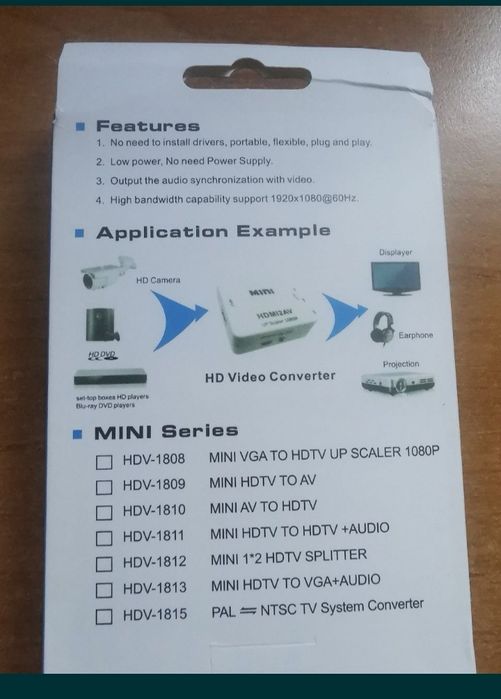 Features
1. No need to install drivers, portable, flexible, plug and play.
2. Low power, No need Power Supply.
3. Output the audio synchronization with video.
4. High bandwidth capability support 1920x1080@60Hz.
Application Example
Displayer
HD Camera
MINI
HDMI2AV
UP Scaler 1080P
Earphone
HD DVD
Projection
HD Video Converter
set-top boxes HD players
Blu-ray DVD players
MINI Series
HDV-1808 MINI VGA TO HDTV UP SCALER 1080P
HDV-1809 MINI HDTV TO AV
HDV-1810 MINI AV TO HDTV
HDV-1811 MINI HDTV TO HDTV +AUDIO
HDV-1812 MINI 1*2 HDTV SPLITTER
HDV-1813 MINI HDTV TO VGA+AUDIO
HDV-1815 PAL ⇌ NTSC TV System Converter